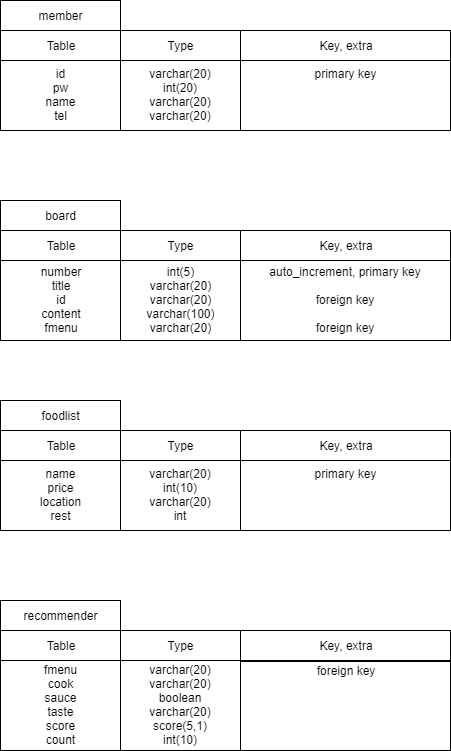 member
Table Type Key, extra
id varchar(20) primary key
pw int(20)
name varchar(20)
tel varchar(20)
board
Table Type Key, extra
number int(5) auto_increment, primary key
title varchar(20)
id varchar(20) foreign key
content varchar(100)
fmenu varchar(20) foreign key
foodlist
Table Type Key, extra
name varchar(20) primary key
price int(10)
location varchar(20)
rest int
recommender
Table Type Key, extra
fmenu varchar(20) foreign key
cook varchar(20)
sauce boolean
taste varchar(20)
score score(5,1)
count int(10)